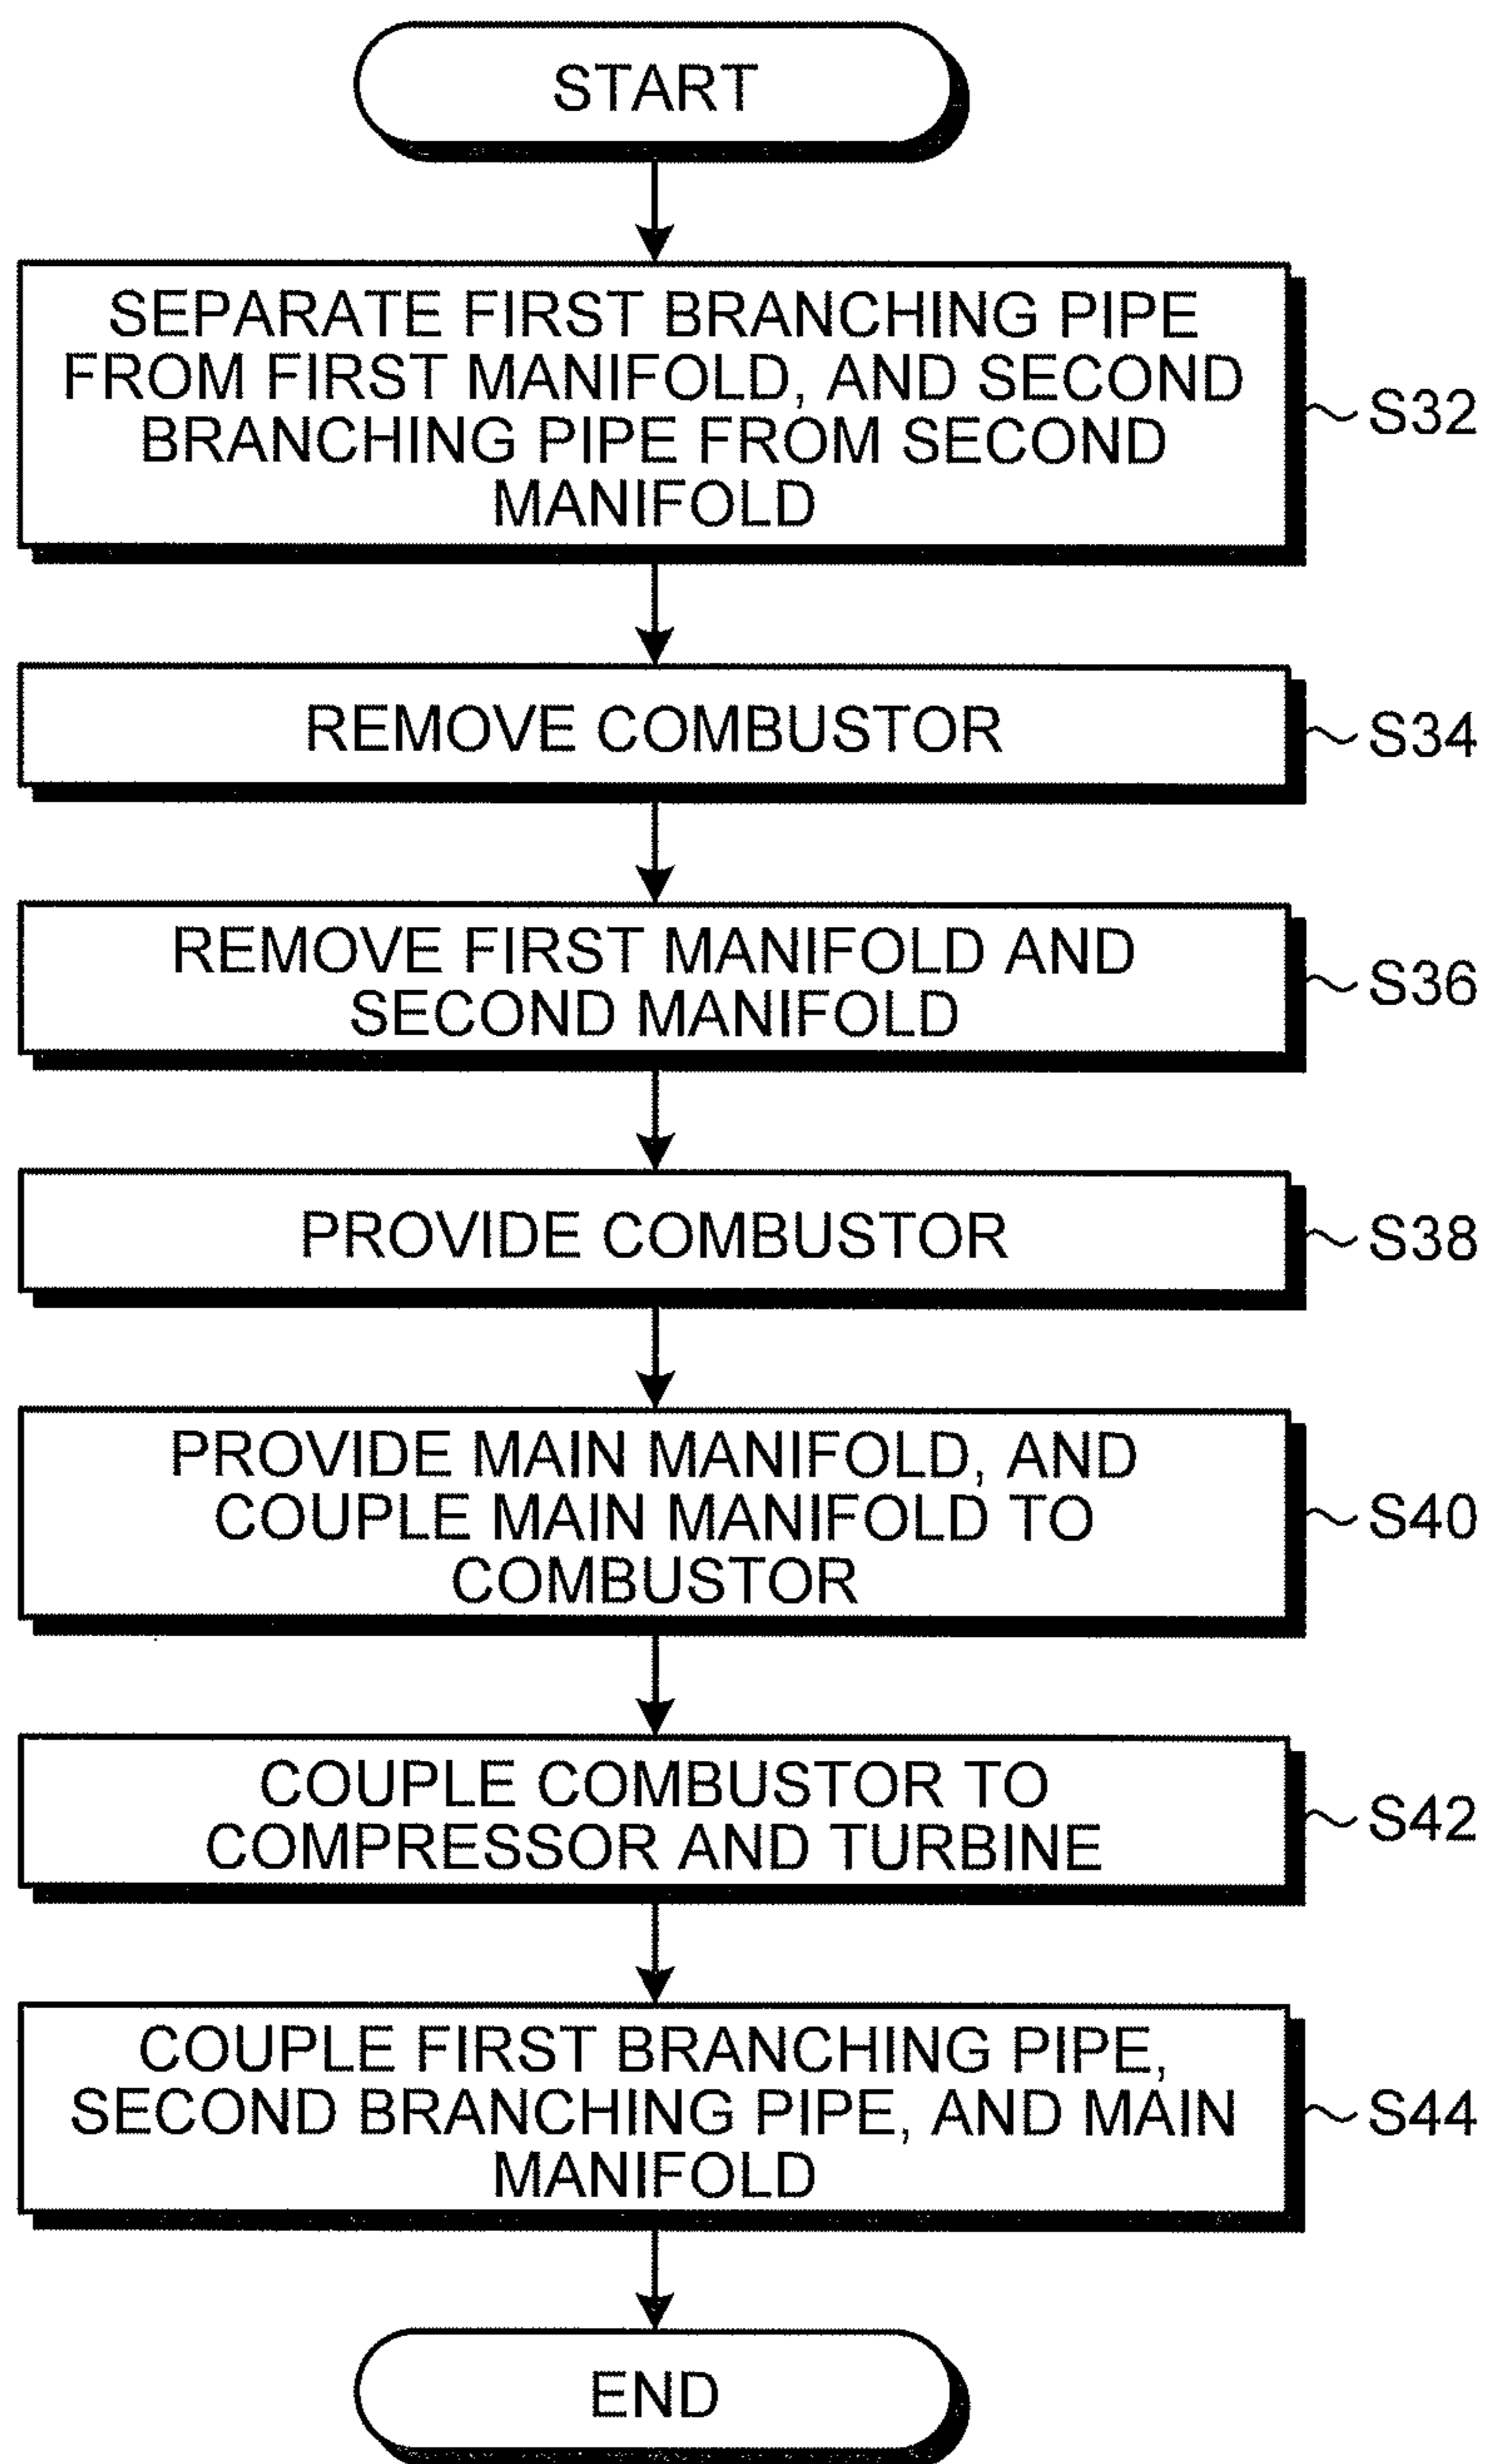 START
SEPARATE FIRST BRANCHING PIPE
FROM FIRST MANIFOLD, AND SECOND
BRANCHING PIPE FROM SECOND
MANIFOLD
S32
REMOVE COMBUSTOR
S34
REMOVE FIRST MANIFOLD AND
SECOND MANIFOLD
S36
PROVIDE COMBUSTOR
S38
PROVIDE MAIN MANIFOLD, AND
COUPLE MAIN MANIFOLD TO
COMBUSTOR
S40
COUPLE COMBUSTOR TO
COMPRESSOR AND TURBINE
S42
COUPLE FIRST BRANCHING PIPE,
SECOND BRANCHING PIPE, AND MAIN
MANIFOLD
S44
END